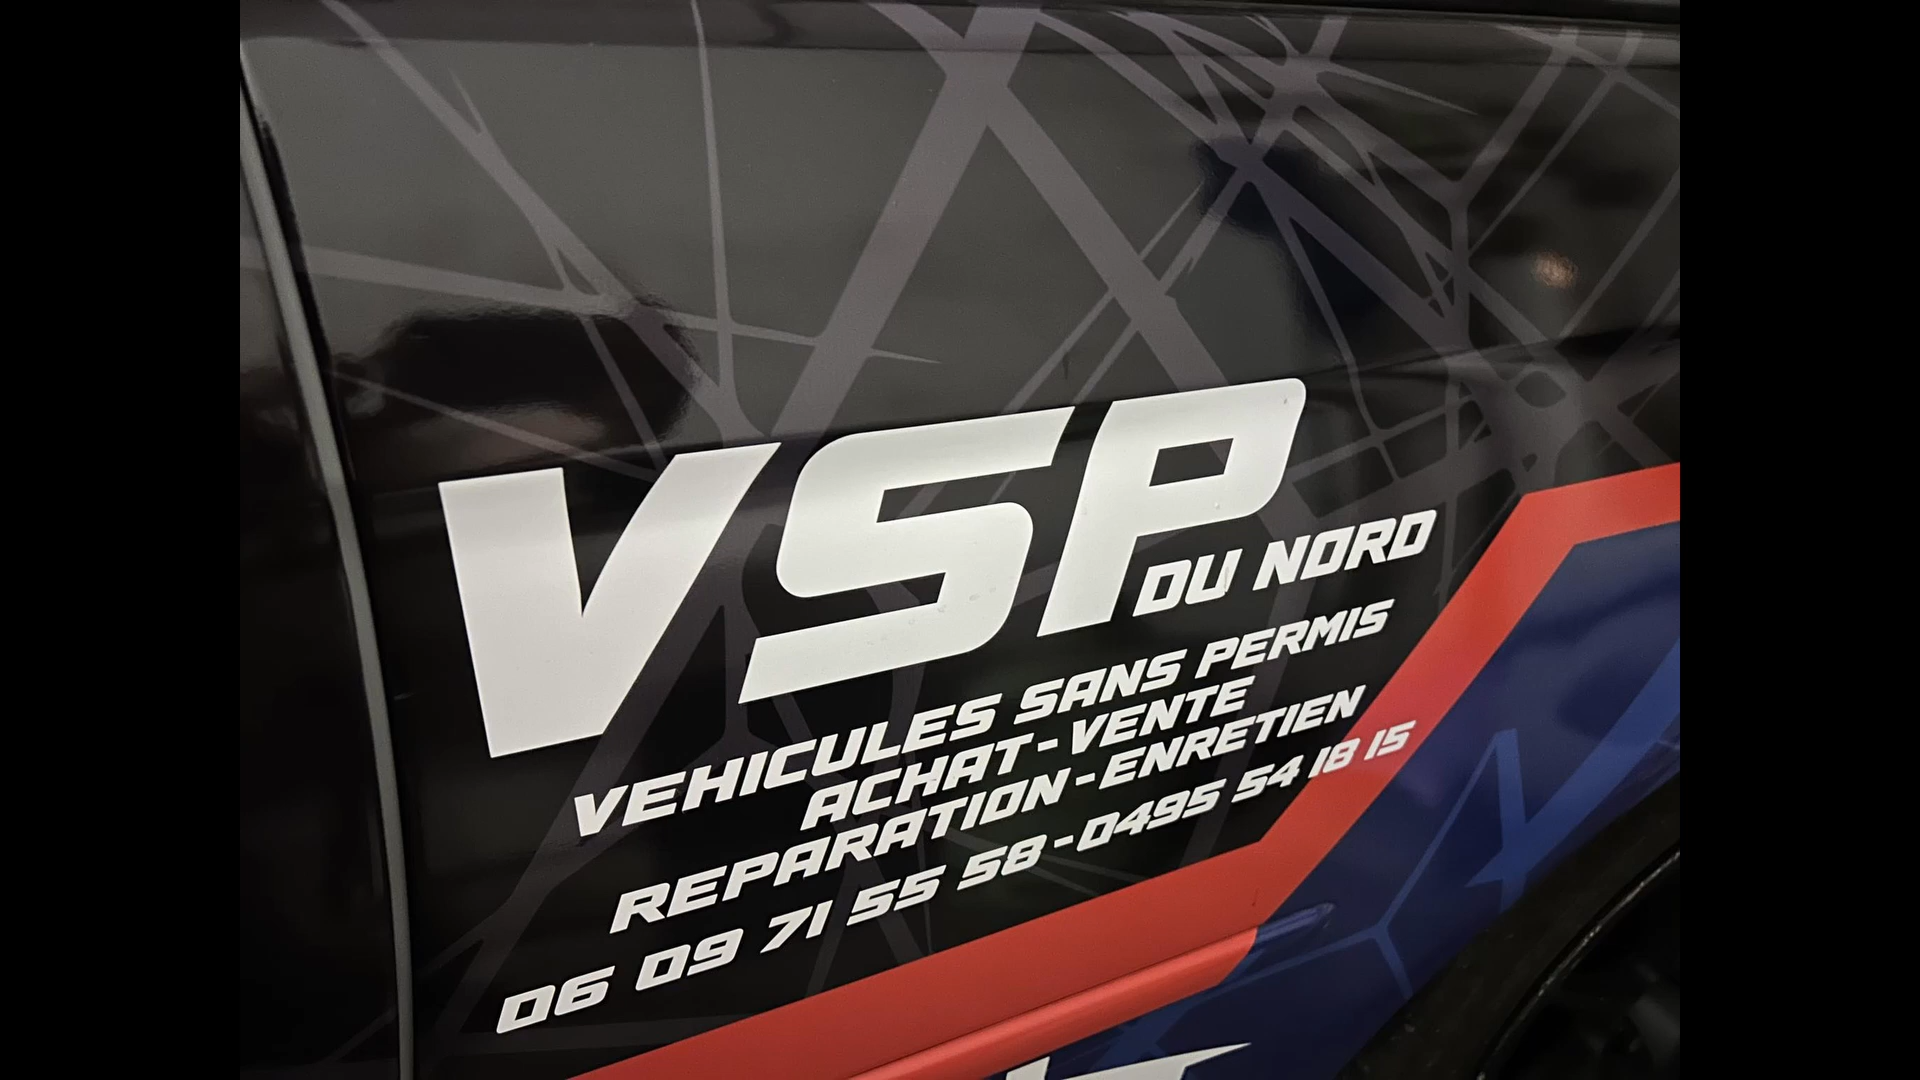 VSP
DU NORD
VEHICULES SANS PERMIS
ACHAT-VENTE
REPARATION-ENRETIEN
06 09 71 55 58-0495 54 18 15